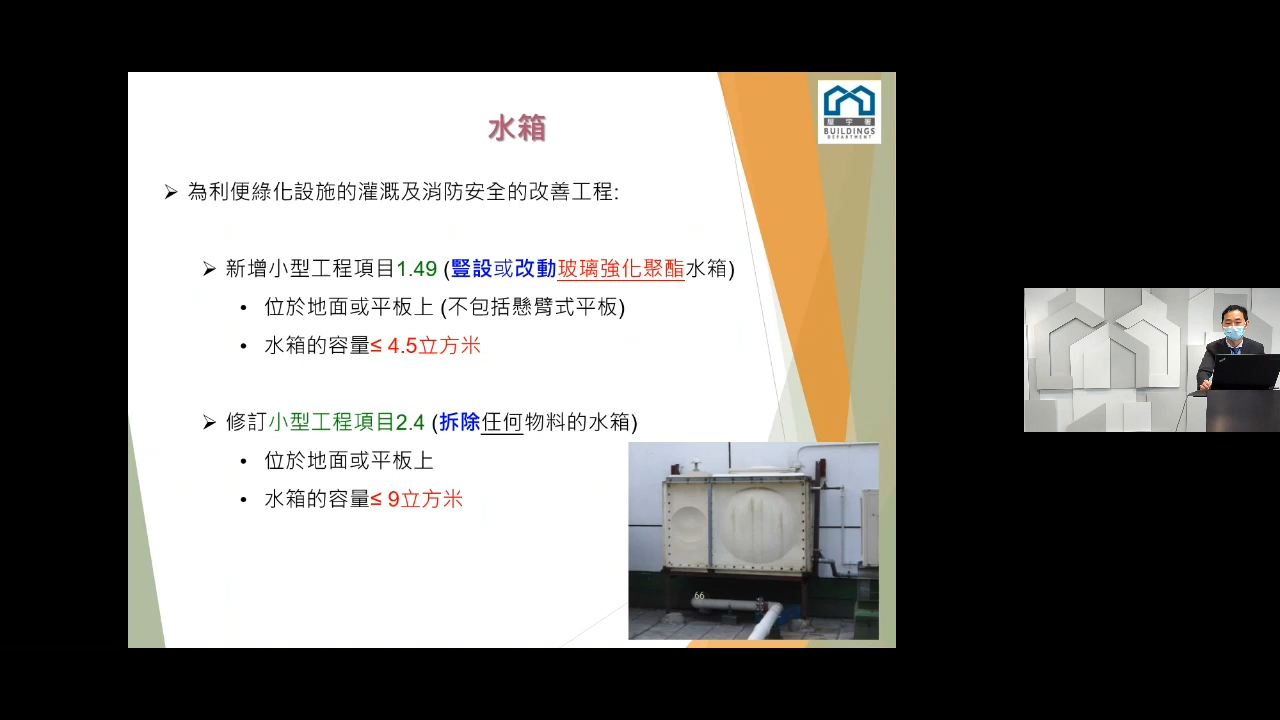 水箱
屋宇署
BUILDINGS
DEPARTMENT
➢ 為利便綠化設施的灌溉及消防安全的改善工程:
➢ 新增小型工程項目1.49 (豎設或改動玻璃強化聚酯水箱)
• 位於地面或平板上 (不包括懸臂式平板)
• 水箱的容量≤ 4.5立方米
➢ 修訂小型工程項目2.4 (拆除任何物料的水箱)
• 位於地面或平板上
• 水箱的容量≤ 9立方米
66